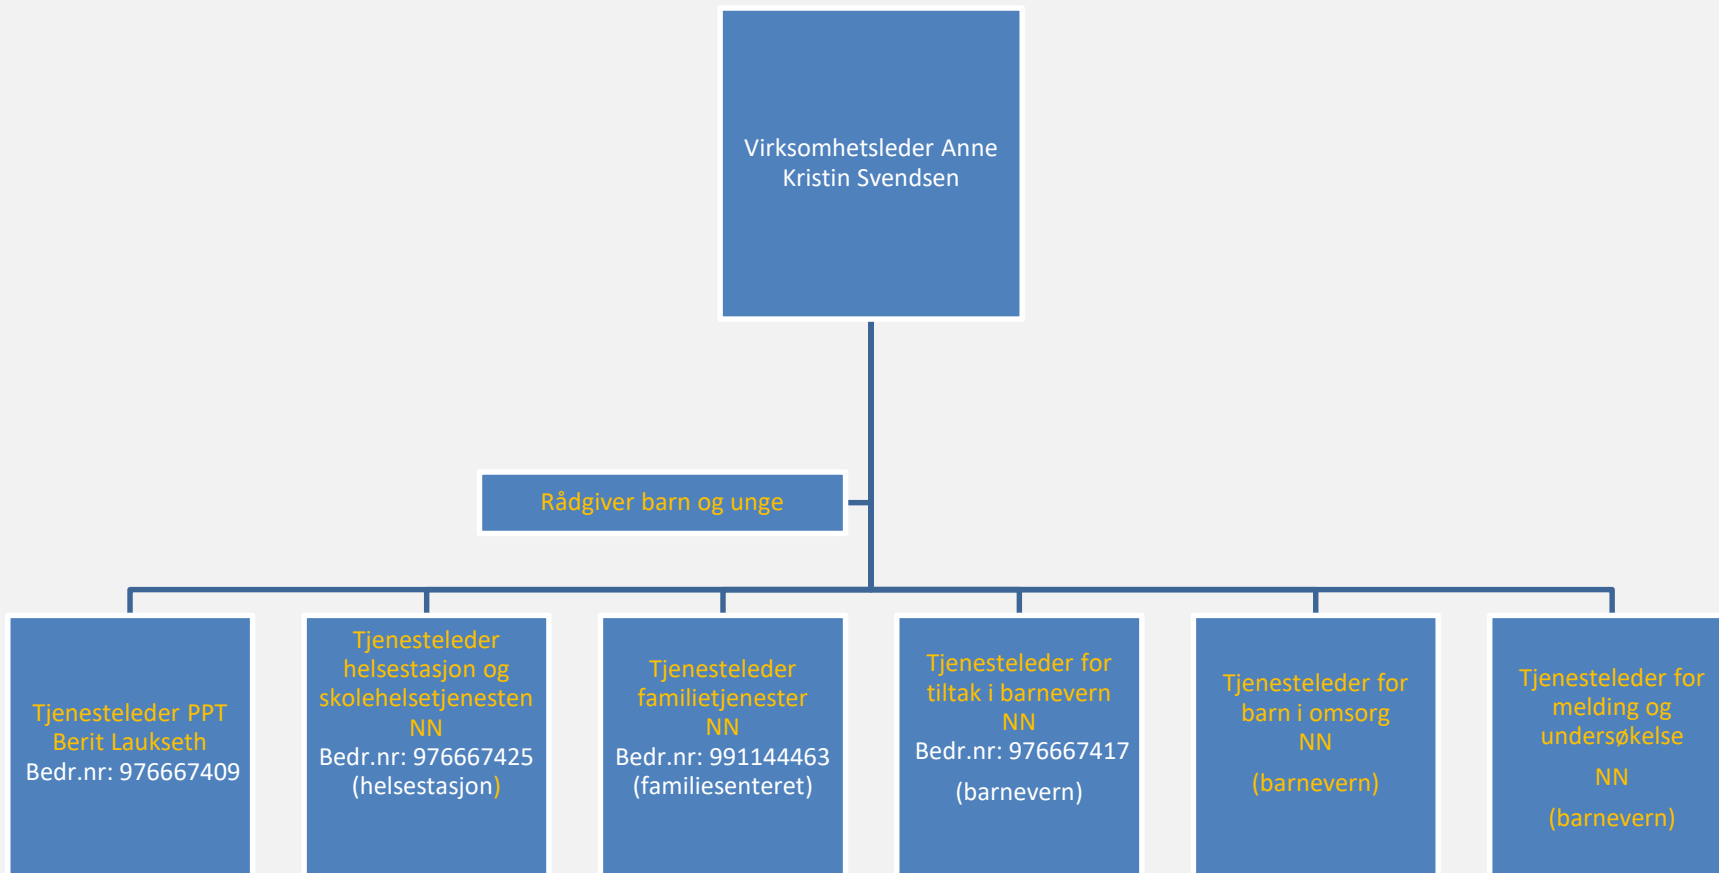 Virksomhetsleder Anne
Kristin Svendsen
Rådgiver barn og unge
Tjenesteleder PPT
Berit Laukseth
Bedr.nr: 976667409
Tjenesteleder
helsestasjon og
skolehelsetjenesten
NN
Bedr.nr: 976667425
(helsestasjon)
Tjenesteleder
familietjenester
NN
Bedr.nr: 991144463
(familiesenteret)
Tjenesteleder for
tiltak i barnevern
NN
Bedr.nr: 976667417
(barnevern)
Tjenesteleder for
barn i omsorg
NN
(barnevern)
Tjenesteleder for
melding og
undersøkelse
NN
(barnevern)